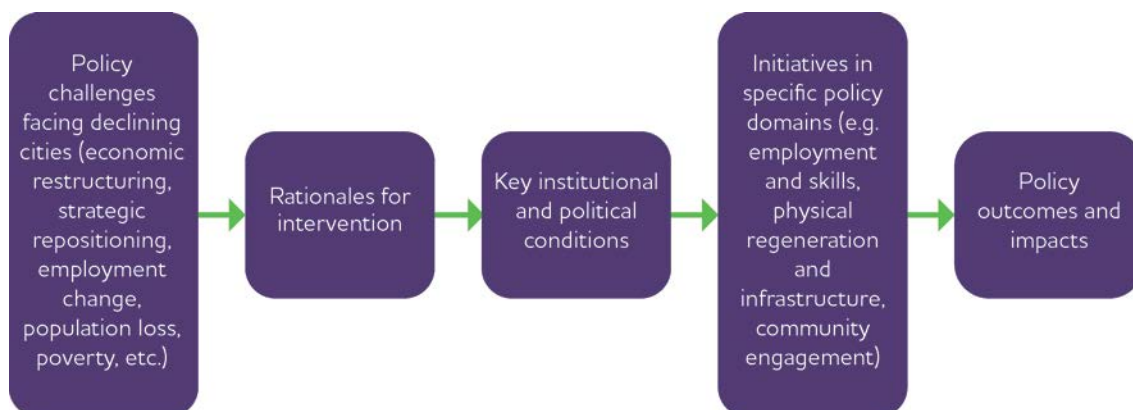 Policy
challenges
facing declining
cities (economic
restructuring,
strategic
repositioning,
employment
change,
population loss,
poverty, etc.)
Rationales for
intervention
Key institutional
and political
conditions
Initiatives in
specific policy
domains (e.g.
employment
and skills,
physical
regeneration
and
infrastructure,
community
engagement)
Policy
outcomes and
impacts